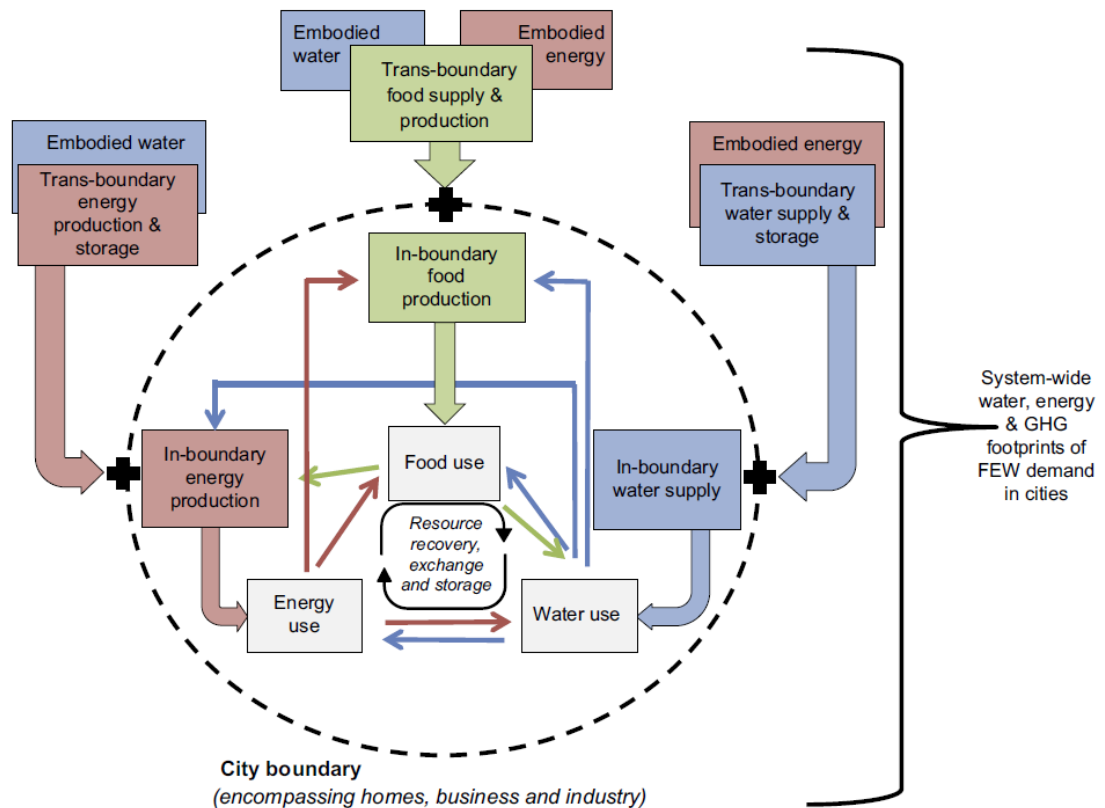 Embodied
water
Embodied
energy
Trans-boundary
food supply &
production
Embodied water
Trans-boundary
energy
production &
storage
Embodied energy
Trans-boundary
water supply &
storage
In-boundary
food
production
In-boundary
energy
production
Food use
In-boundary
water supply
Resource
recovery,
exchange
and storage
Energy
use
Water use
System-wide
water, energy
& GHG
footprints of
FEW demand
in cities
City boundary
(encompassing homes, business and industry)